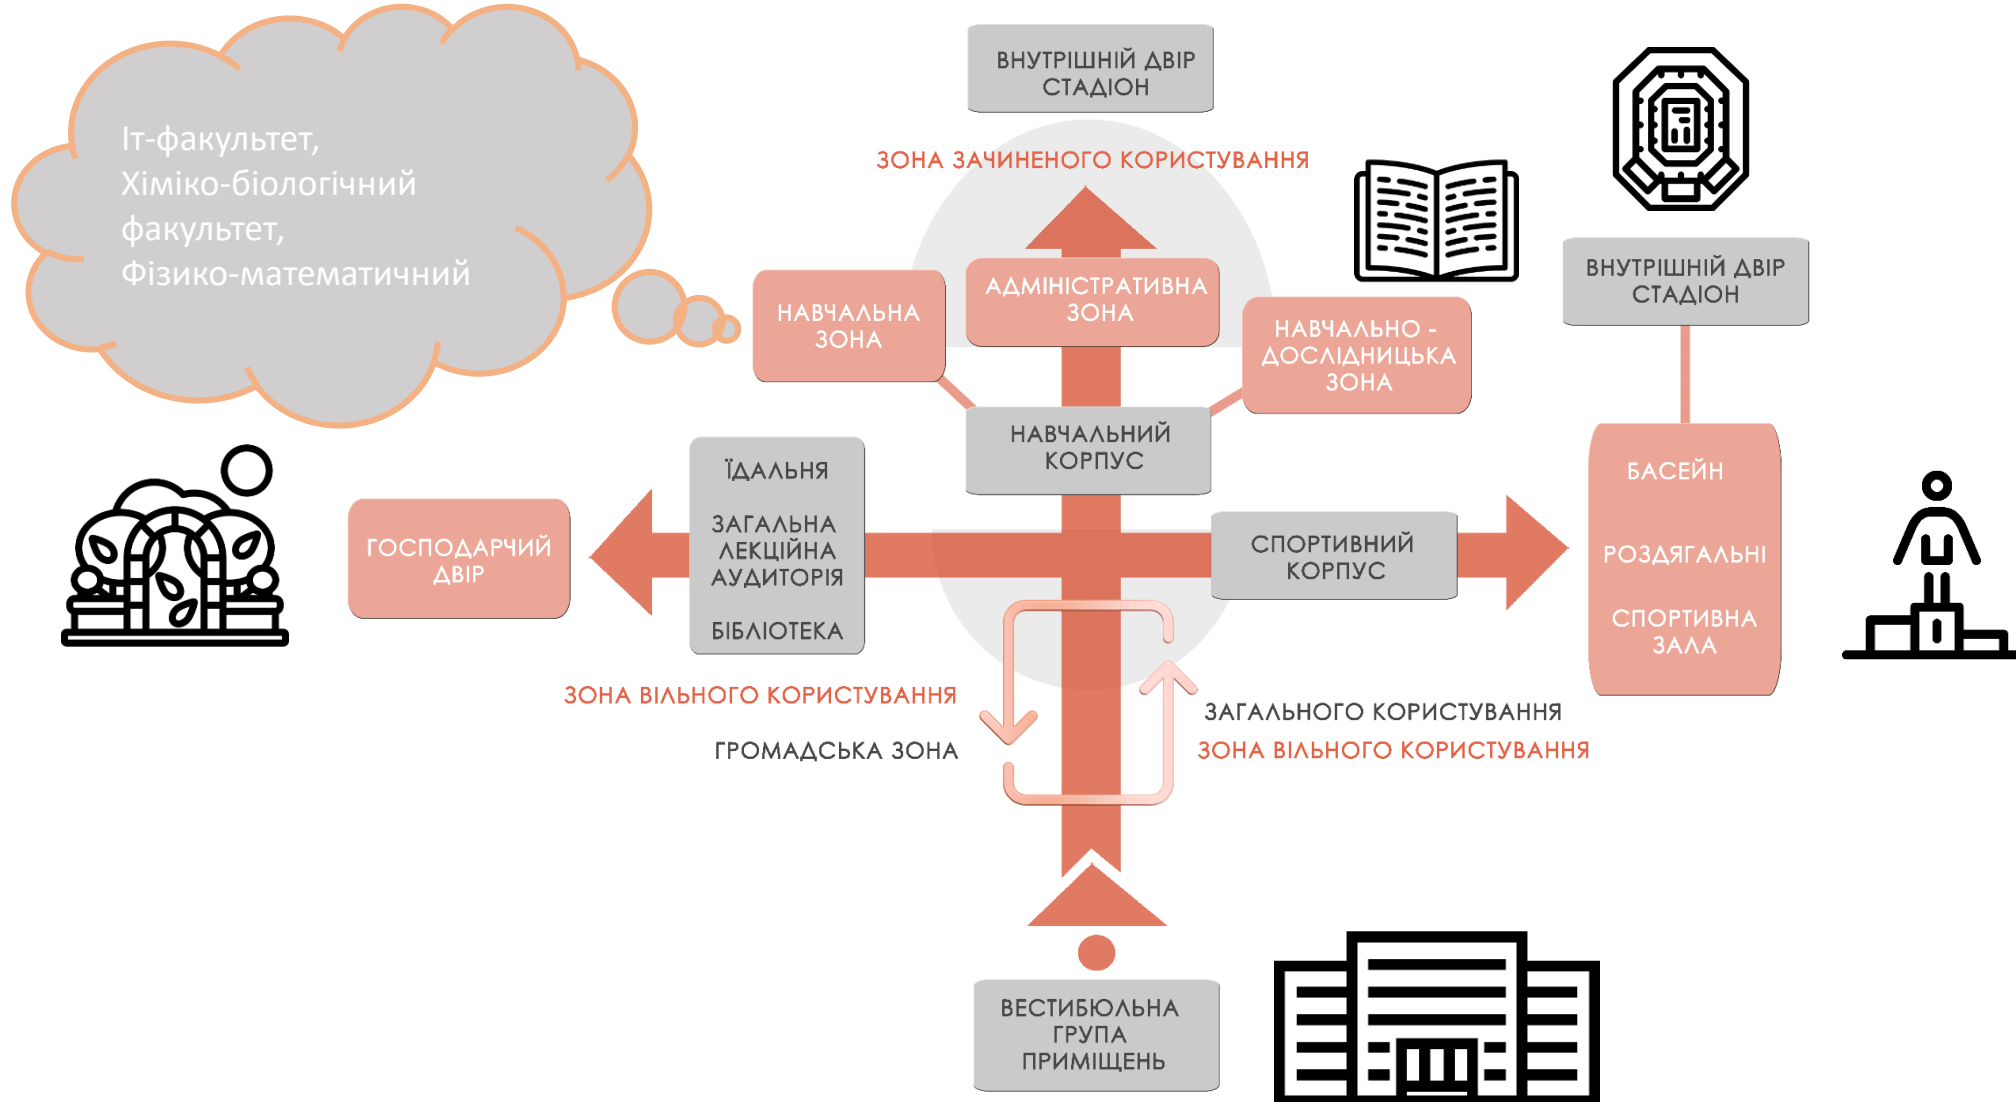 Іт-факультет,
Хіміко-біологічний
факультет,
Фізико-математичний
ВНУТРІШНІЙ ДВІР
СТАДІОН
ЗОНА ЗАЧИНЕНОГО КОРИСТУВАННЯ
АДМІНІСТРАТИВНА
ЗОНА
НАВЧАЛЬНА
ЗОНА
НАВЧАЛЬНО -
ДОСЛІДНИЦЬКА
ЗОНА
ВНУТРІШНІЙ ДВІР
СТАДІОН
НАВЧАЛЬНИЙ
КОРПУС
ЇДАЛЬНЯ
ЗАГАЛЬНА
ЛЕКЦІЙНА
АУДИТОРІЯ
БІБЛІОТЕКА
ГОСПОДАРЧИЙ
ДВІР
СПОРТИВНИЙ
КОРПУС
БАСЕЙН
РОЗДЯГАЛЬНІ
СПОРТИВНА
ЗАЛА
ЗОНА ВІЛЬНОГО КОРИСТУВАННЯ
ГРОМАДСЬКА ЗОНА
ЗАГАЛЬНОГО КОРИСТУВАННЯ
ЗОНА ВІЛЬНОГО КОРИСТУВАННЯ
ВЕСТИБЮЛЬНА
ГРУПА
ПРИМІЩЕНЬ